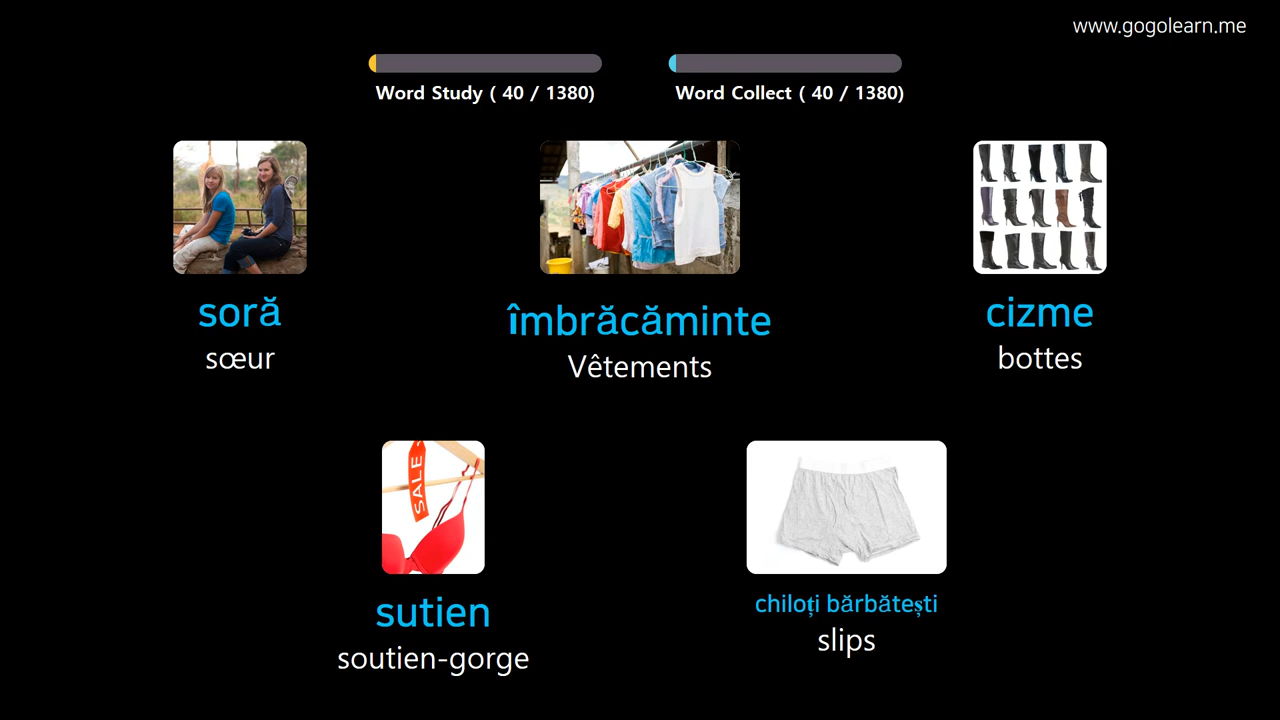 www.gogolearn.me
Word Study ( 40 / 1380)
Word Collect ( 40 / 1380)
soră
sœur
îmbrăcăminte
Vêtements
cizme
bottes
SALE
sutien
soutien-gorge
chiloți bărbătești
slips